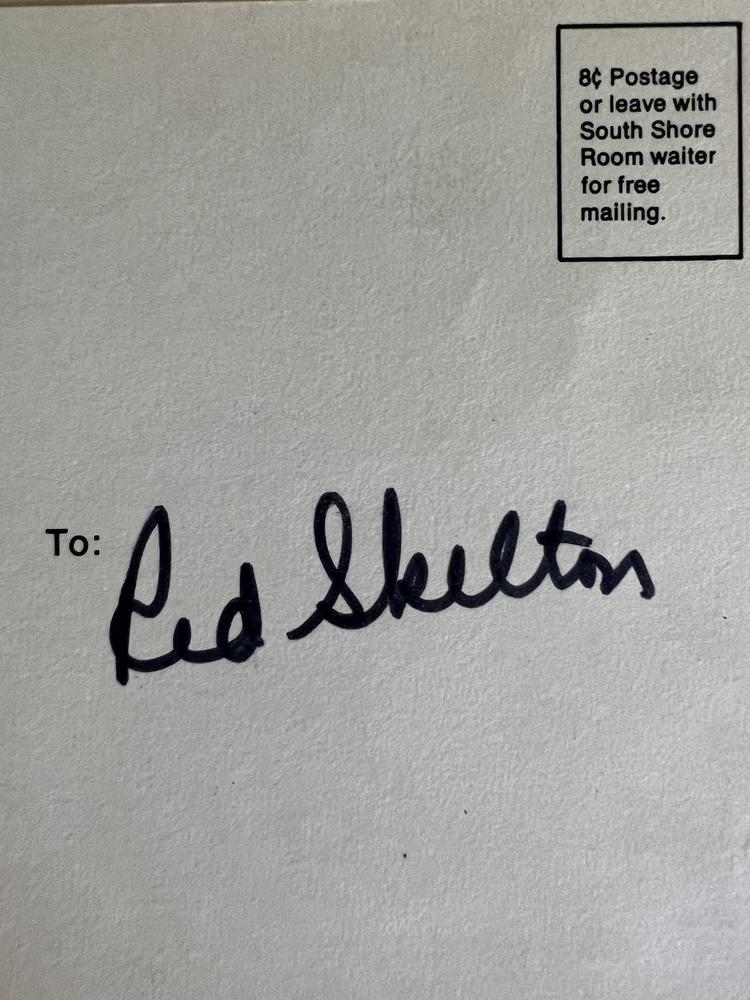 8¢ Postage
or leave with
South Shore
Room waiter
for free
mailing.
To: Red Skelton